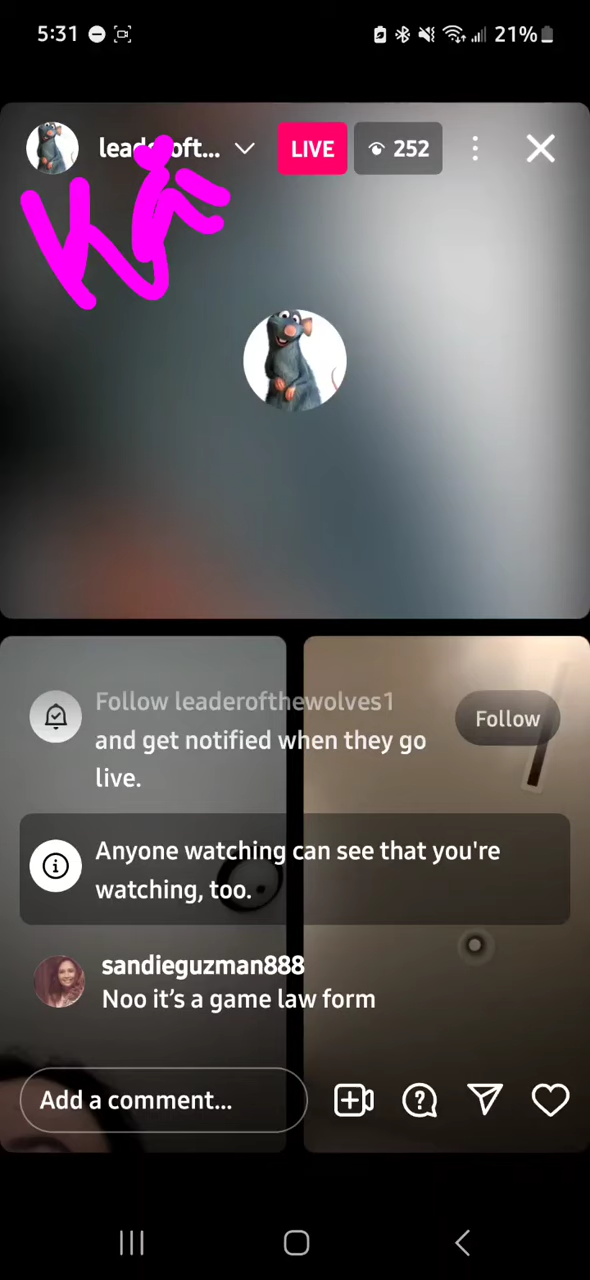 5:31 21%
leaderoft... LIVE 252
Follow leaderofthewolves1
and get notified when they go
live.
Follow
Anyone watching can see that you're
watching, too.
sandieguzman888
Noo it’s a game law form
Add a comment...